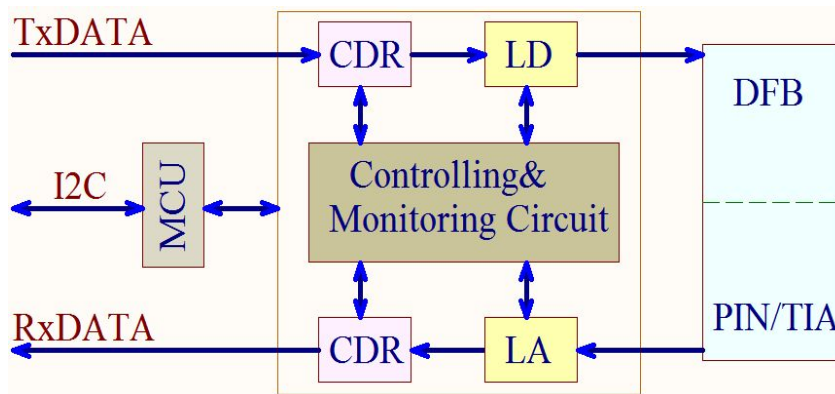 TxDATA
CDR
LD
DFB
I2C
MCU
Controlling&
Monitoring Circuit
RxDATA
CDR
LA
PIN/TIA